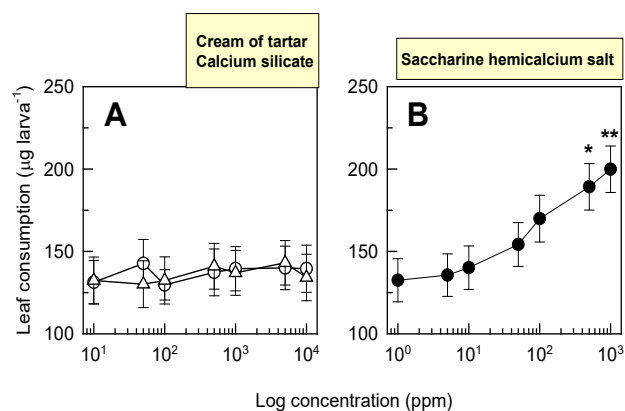 Cream of tartar
Calcium silicate
Saccharine hemicalcium salt
Leaf consumption (μg larva⁻¹)
250
200
150
100
A
10¹ 10² 10³ 10⁴
250
200
150
100
B
* **
10⁰ 10¹ 10² 10³
Log concentration (ppm)